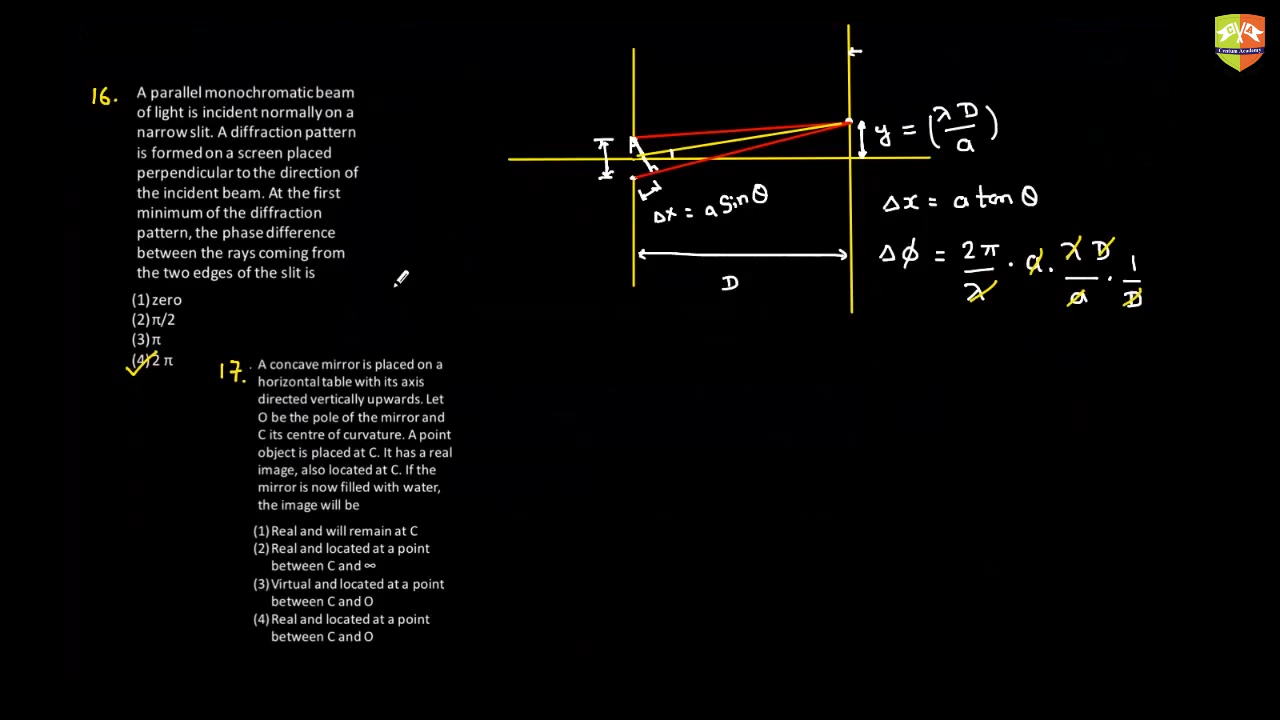 Centum Academy
16.
A parallel monochromatic beam
of light is incident normally on a
narrow slit. A diffraction pattern
is formed on a screen placed
perpendicular to the direction of
the incident beam. At the first
minimum of the diffraction
pattern, the phase difference
between the rays coming from
the two edges of the slit is
(1) zero
(2) π/2
(3) π
(4) 2 π
y = (λD/a)
Δx = a Sinθ
Δx = a tan θ
Δϕ = 2π/λ · a · λD/a · 1/D
D
17.
A concave mirror is placed on a
horizontal table with its axis
directed vertically upwards. Let
O be the pole of the mirror and
C its centre of curvature. A point
object is placed at C. It has a real
image, also located at C. If the
mirror is now filled with water,
the image will be
(1) Real and will remain at C
(2) Real and located at a point
between C and ∞
(3) Virtual and located at a point
between C and O
(4) Real and located at a point
between C and O